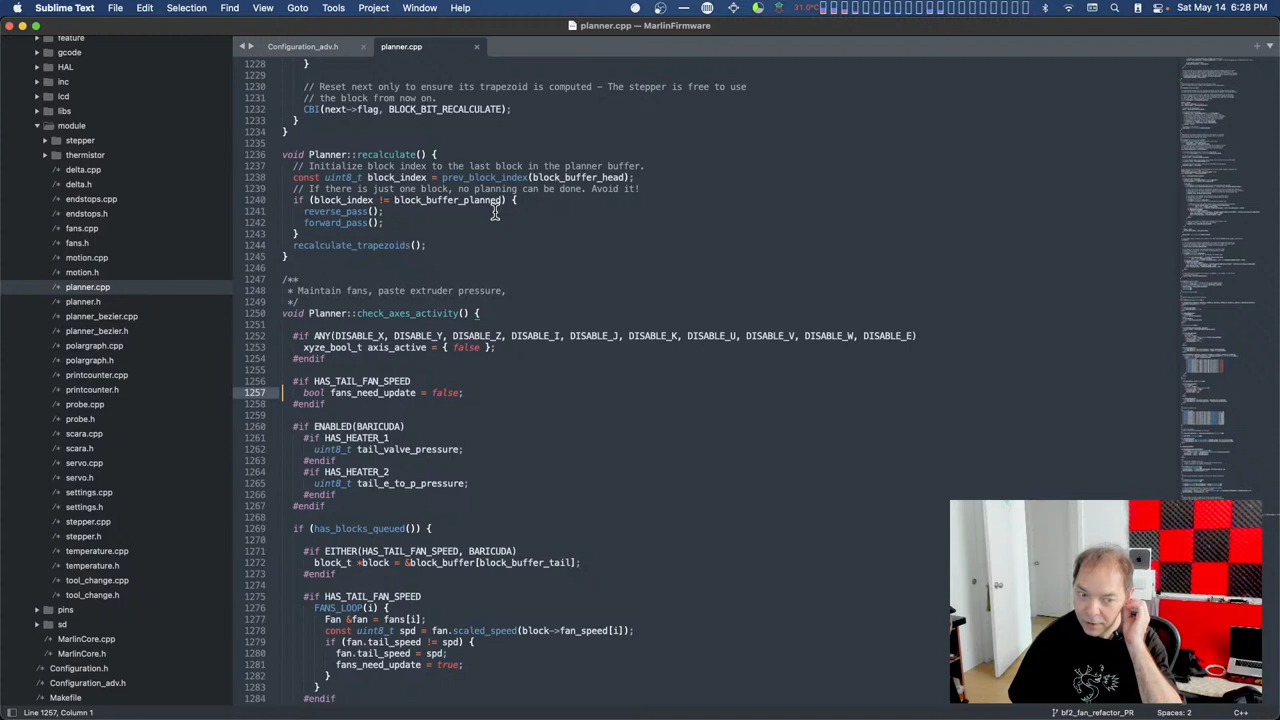 Sublime Text File Edit Selection Find View Goto Tools Project Window Help
31.0°C Sat May 14 6:28 PM
planner.cpp — MarlinFirmware
feature
gcode
HAL
inc
lcd
libs
module
stepper
thermistor
delta.cpp
delta.h
endstops.cpp
endstops.h
fans.cpp
fans.h
motion.cpp
motion.h
planner.cpp
planner.h
planner_bezier.cpp
planner_bezier.h
polargraph.cpp
polargraph.h
printcounter.cpp
printcounter.h
probe.cpp
probe.h
scara.cpp
scara.h
servo.cpp
servo.h
settings.cpp
settings.h
stepper.cpp
stepper.h
temperature.cpp
temperature.h
tool_change.cpp
tool_change.h
pins
sd
MarlinCore.cpp
MarlinCore.h
Configuration.h
Configuration_adv.h
Makefile
Configuration_adv.h planner.cpp
1228 }
1229
1230 // Reset next only to ensure its trapezoid is computed - The stepper is free to use
1231 // the block from now on.
1232 CBI(next->flag, BLOCK_BIT_RECALCULATE);
1233 }
1234 }
1235
1236 void Planner::recalculate() {
1237 // Initialize block index to the last block in the planner buffer.
1238 const uint8_t block_index = prev_block_index(block_buffer_head);
1239 // If there is just one block, no planning can be done. Avoid it!
1240 if (block_index != block_buffer_
1241 reverse_pass();
1242 forward_pass();
1243 }
1244 recalculate_trapezoids();
1245 }
1246
1247 /**
1248 * Maintain fans, paste extruder pressure,
1249 */
1250 void Planner::check_axes_activity() {
1251
1252 #if ANY(DISABLE_X, DISABLE_Y, DISABLE_Z, DISABLE_I, DISABLE_J, DISABLE_K, DISABLE_U, DISABLE_V, DISABLE_W, DISABLE_E)
1253 xyze_bool_t axis_active = { false };
1254 #endif
1255
1256 #if HAS_TAIL_FAN_SPEED
1257 bool fans_need_update = false;
1258 #endif
1259
1260 #if ENABLED(BARICUDA)
1261 #if HAS_HEATER_1
1262 uint8_t tail_valve_pressure;
1263 #endif
1264 #if HAS_HEATER_2
1265 uint8_t tail_e_to_p_pressure;
1266 #endif
1267 #endif
1268
1269 if (has_blocks_queued()) {
1270
1271 #if EITHER(HAS_TAIL_FAN_SPEED, BARICUDA)
1272 block_t *block = &block_buffer[block_buffer_tail];
1273 #endif
1274
1275 #if HAS_TAIL_FAN_SPEED
1276 FANS_LOOP(i) {
1277 Fan &fan = fans[i];
1278 const uint8_t spd = fan.scaled_speed(block->fan_speed[i]);
1279 if (fan.tail_speed != spd) {
1280 fan.tail_speed = spd;
1281 fans_need_update = true;
1282 }
1283 }
1284 #endif
Line 1257, Column 1 bf2_fan_refactor_PR Spaces: 2 C++